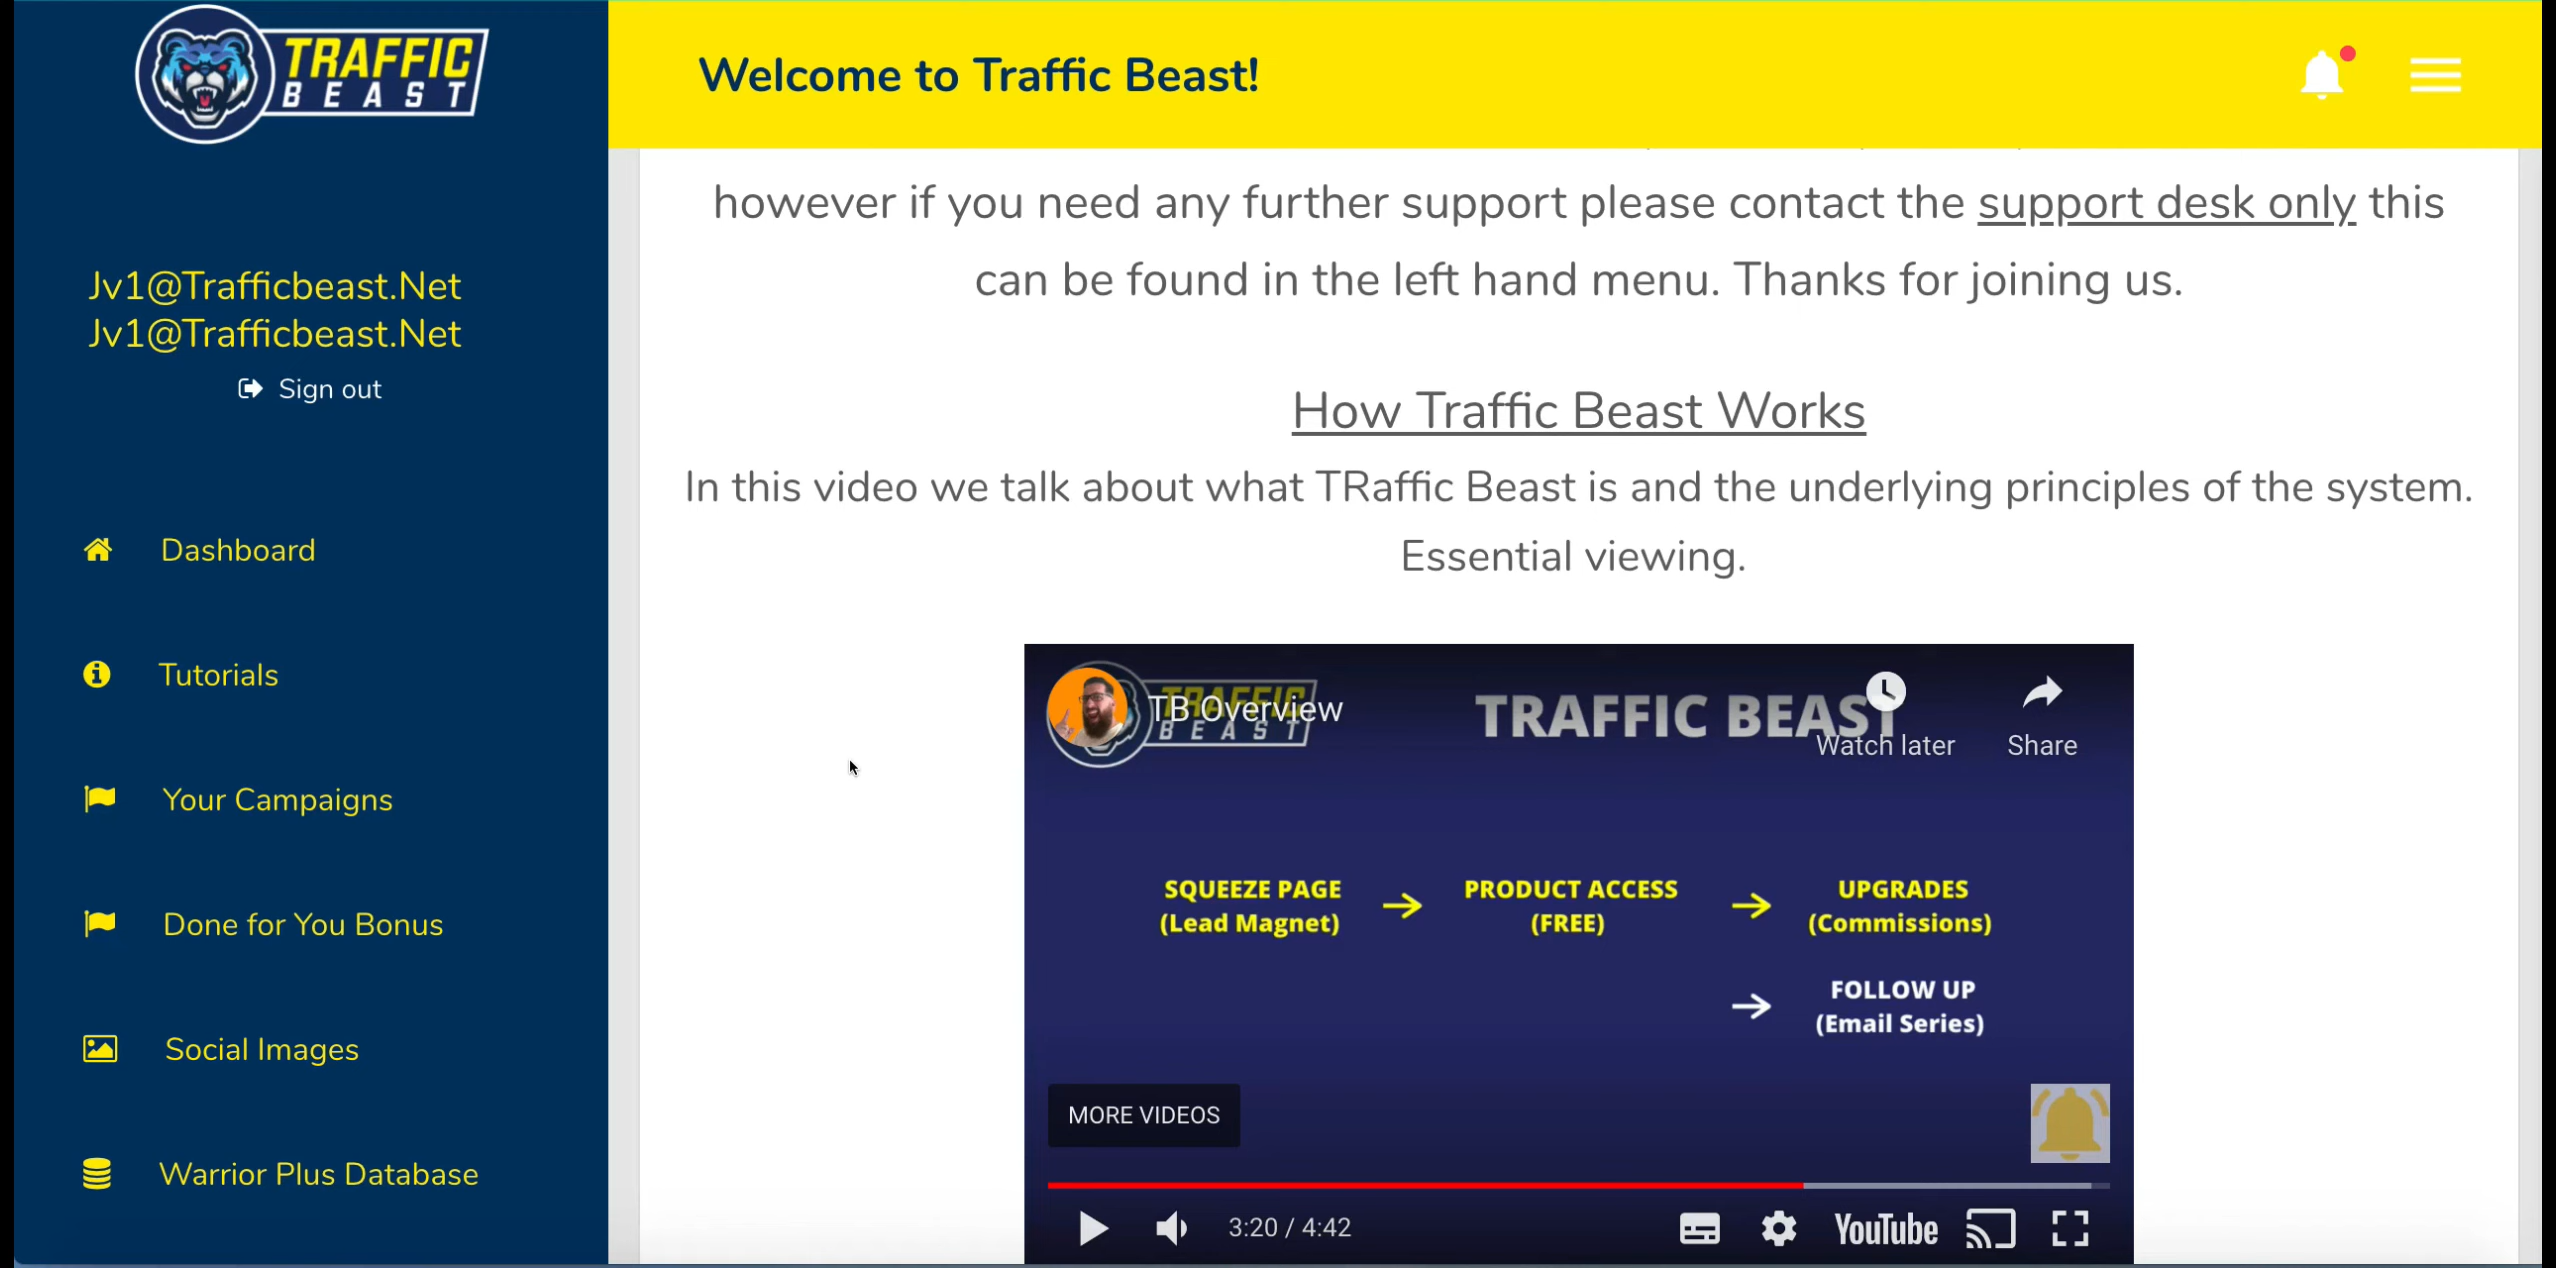 TRAFFIC
BEAST
Welcome to Traffic Beast!
Jv1@Trafficbeast.Net
Jv1@Trafficbeast.Net
Sign out
Dashboard
Tutorials
Your Campaigns
Done for You Bonus
Social Images
Warrior Plus Database
however if you need any further support please contact the support desk only this
can be found in the left hand menu. Thanks for joining us.
How Traffic Beast Works
In this video we talk about what TRaffic Beast is and the underlying principles of the system.
Essential viewing.
TRAFFIC
BEAST
TB Overview
TRAFFIC BEAST
Watch later
Share
SQUEEZE PAGE
(Lead Magnet)
PRODUCT ACCESS
(FREE)
UPGRADES
(Commissions)
FOLLOW UP
(Email Series)
MORE VIDEOS
3:20 / 4:42
YouTube